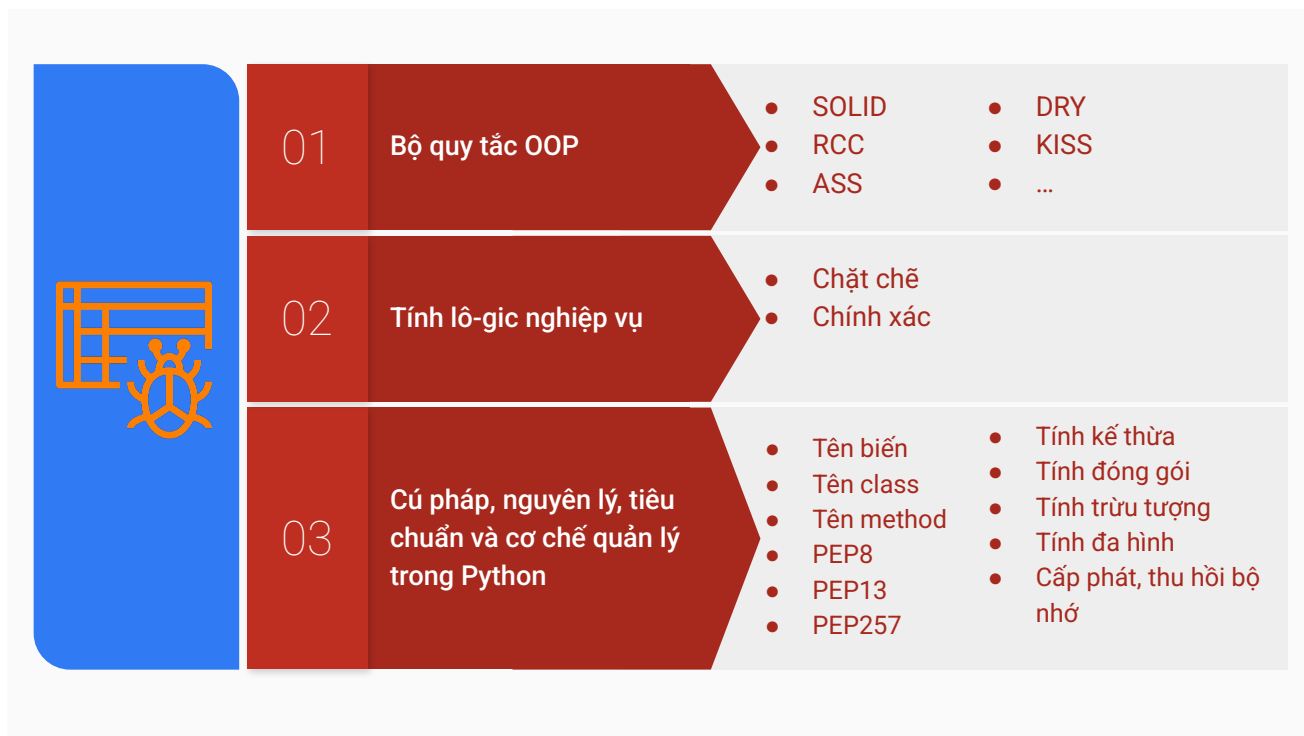 01
Bộ quy tắc OOP
● SOLID
● RCC
● ASS
● DRY
● KISS
● ...
02
Tính lô-gic nghiệp vụ
● Chặt chẽ
● Chính xác
03
Cú pháp, nguyên lý, tiêu
chuẩn và cơ chế quản lý
trong Python
● Tên biến
● Tên class
● Tên method
● PEP8
● PEP13
● PEP257
● Tính kế thừa
● Tính đóng gói
● Tính trừu tượng
● Tính đa hình
● Cấp phát, thu hồi bộ
nhớ